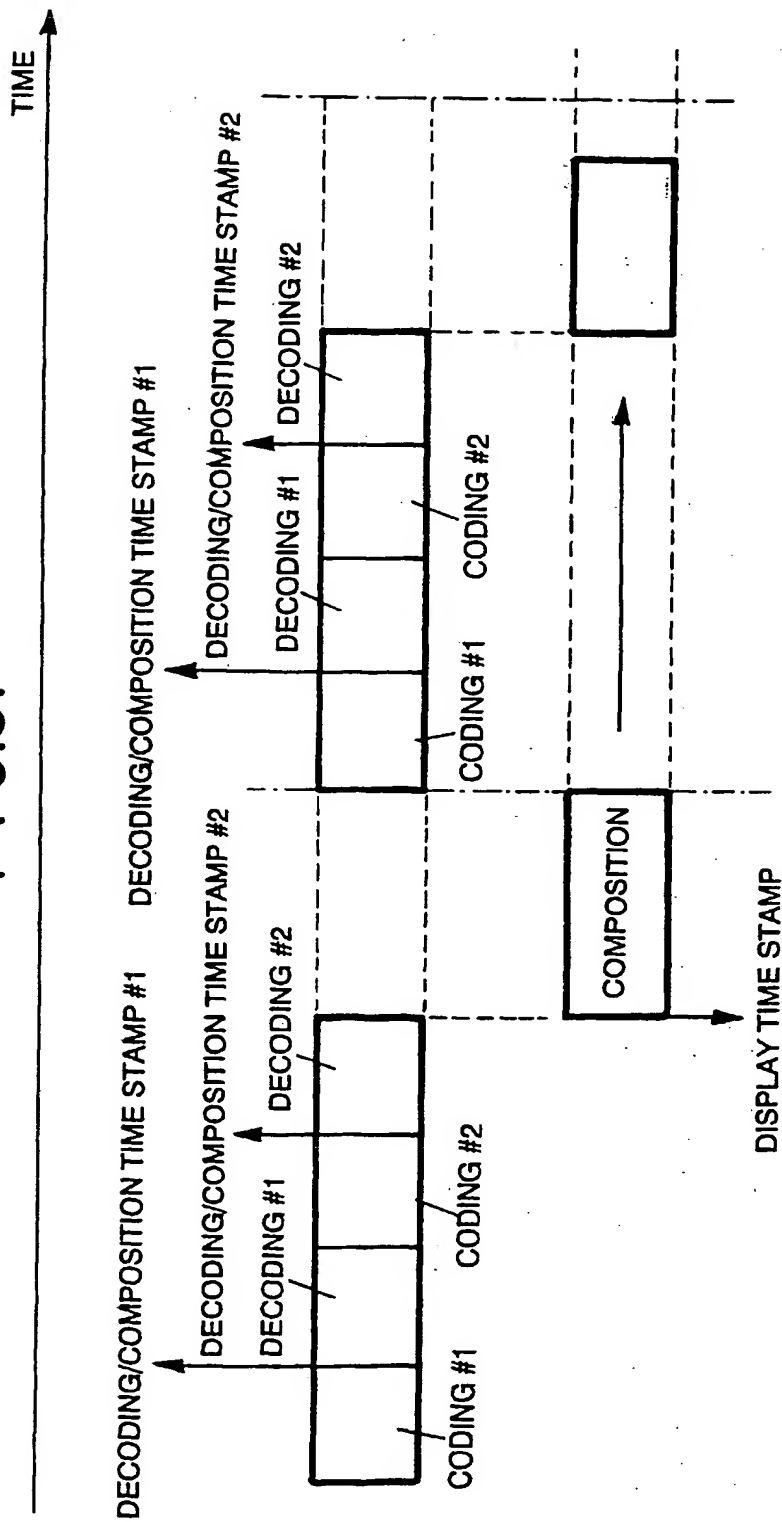 TIME
DECODING/COMPOSITION TIME STAMP #1
DECODING/COMPOSITION TIME STAMP #2
DECODING #1
DECODING #2
CODING #1
CODING #2
DECODING/COMPOSITION TIME STAMP #1
DECODING/COMPOSITION TIME STAMP #2
DECODING #1
DECODING #2
CODING #1
CODING #2
COMPOSITION
DISPLAY TIME STAMP